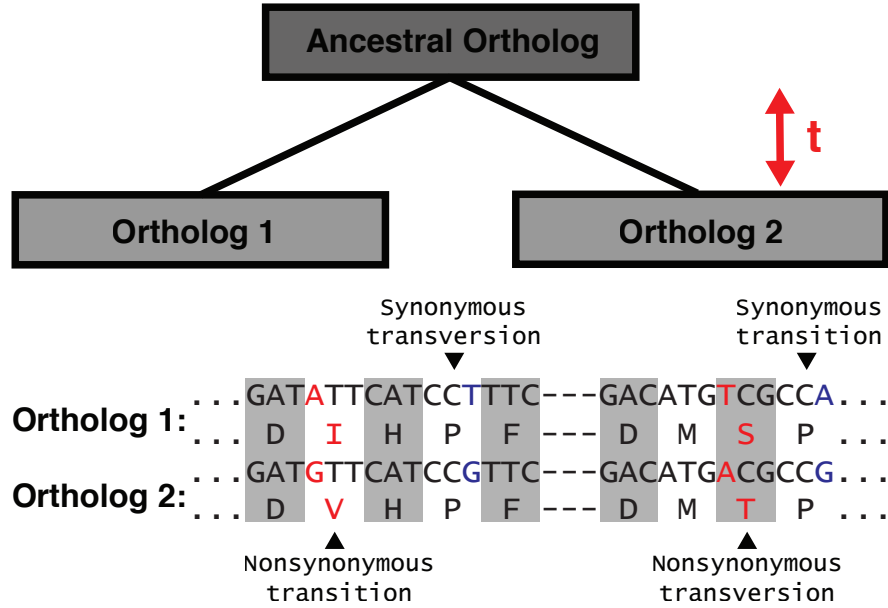 Ancestral Ortholog
t
Ortholog 1
Ortholog 2
Synonymous
transversion
Synonymous
transition
Ortholog 1:
...GATATTCATCCTTTC---GACATGTCGCCA...
...D I H P F---D M S P ...
Ortholog 2:
...GATGTTCATCCGTTC---GACATGACGCCG...
...D V H P F---D M T P ...
Nonsynonymous
transition
Nonsynonymous
transversion